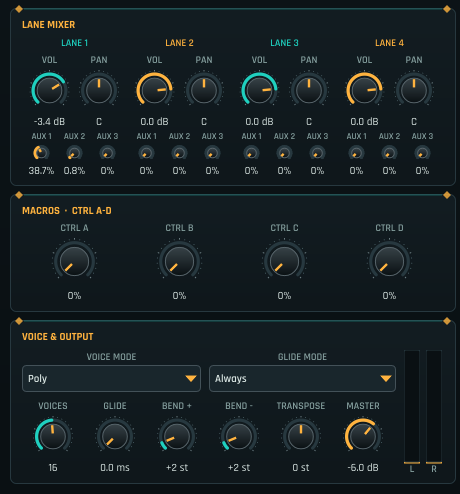 LANE MIXER
LANE 1 LANE 2 LANE 3 LANE 4
VOL PAN VOL PAN VOL PAN VOL PAN
-3.4 dB C 0.0 dB C 0.0 dB C 0.0 dB C
AUX 1 AUX 2 AUX 3 AUX 1 AUX 2 AUX 3 AUX 1 AUX 2 AUX 3 AUX 1 AUX 2 AUX 3
38.7% 0.8% 0% 0% 0% 0% 0% 0% 0% 0% 0% 0%
MACROS · CTRL A-D
CTRL A CTRL B CTRL C CTRL D
0% 0% 0% 0%
VOICE & OUTPUT
VOICE MODE GLIDE MODE
Poly Always
VOICES GLIDE BEND + BEND - TRANSPOSE MASTER
16 0.0 ms +2 st +2 st 0 st -6.0 dB
L R